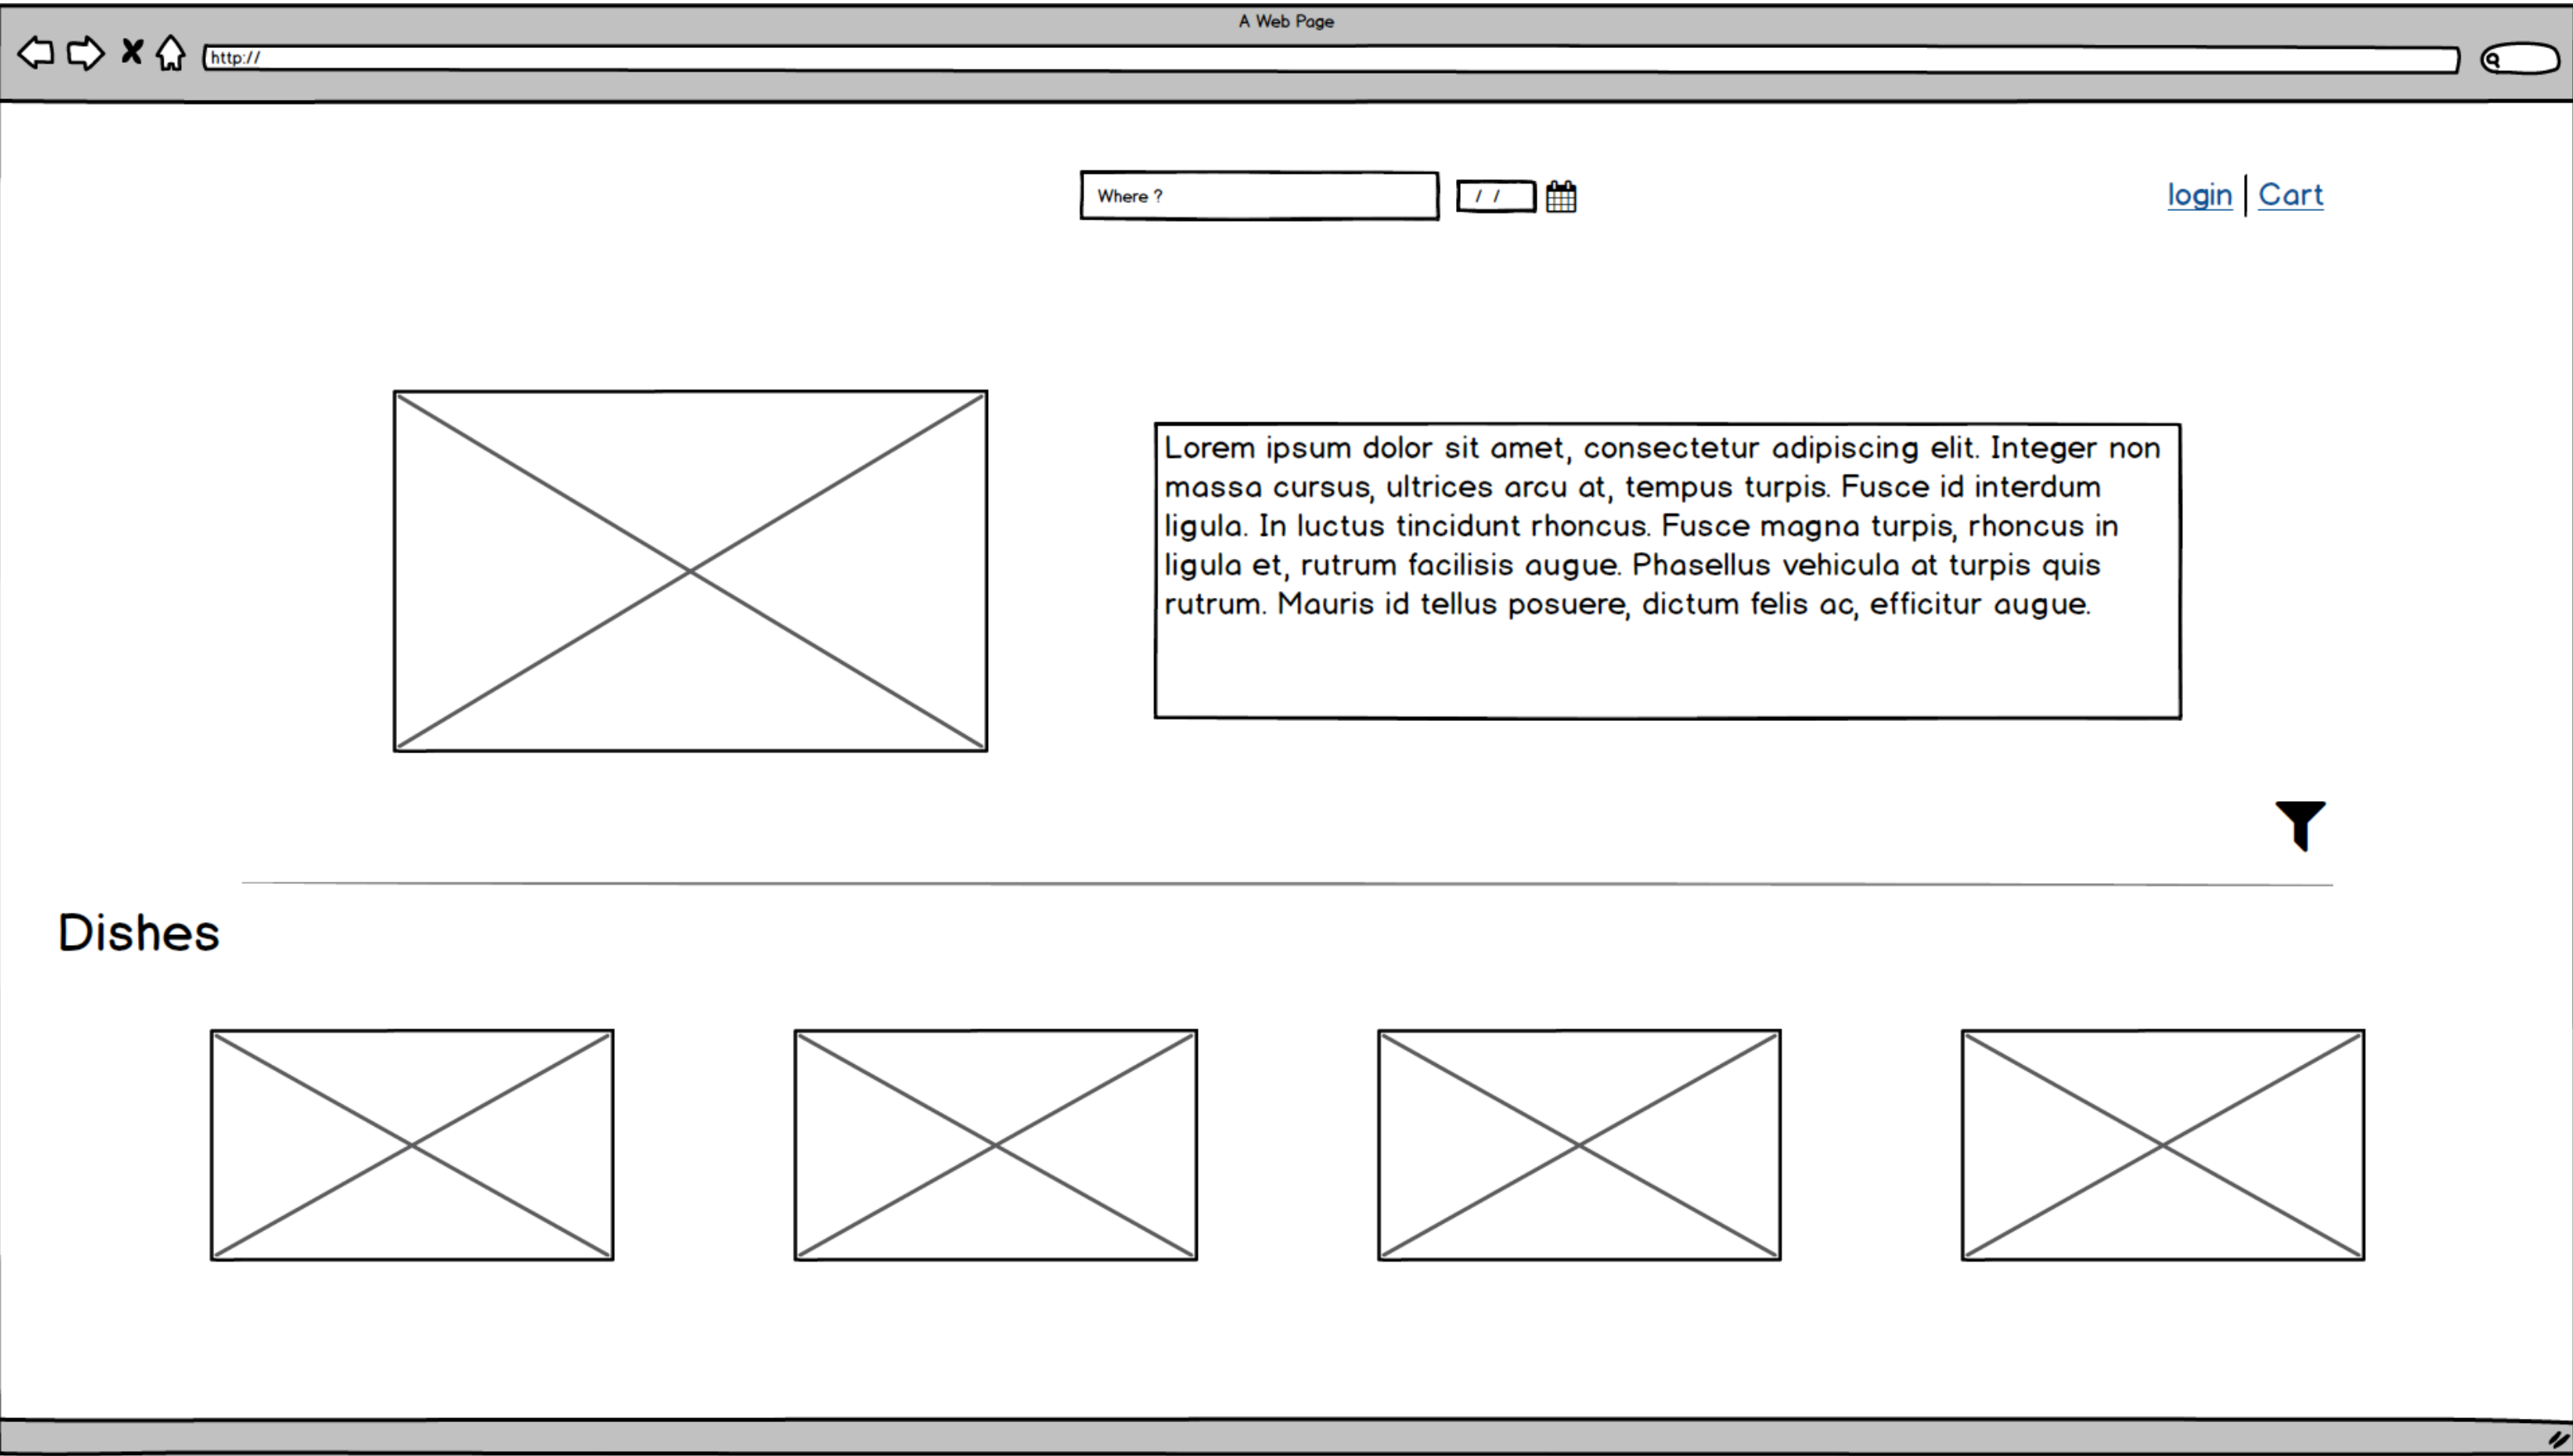 A Web Page
http://
Where ?
/ /
login
Cart
Lorem ipsum dolor sit amet, consectetur adipiscing elit. Integer non
massa cursus, ultrices arcu at, tempus turpis. Fusce id interdum
ligula. In luctus tincidunt rhoncus. Fusce magna turpis, rhoncus in
ligula et, rutrum facilisis augue. Phasellus vehicula at turpis quis
rutrum. Mauris id tellus posuere, dictum felis ac, efficitur augue.
Dishes